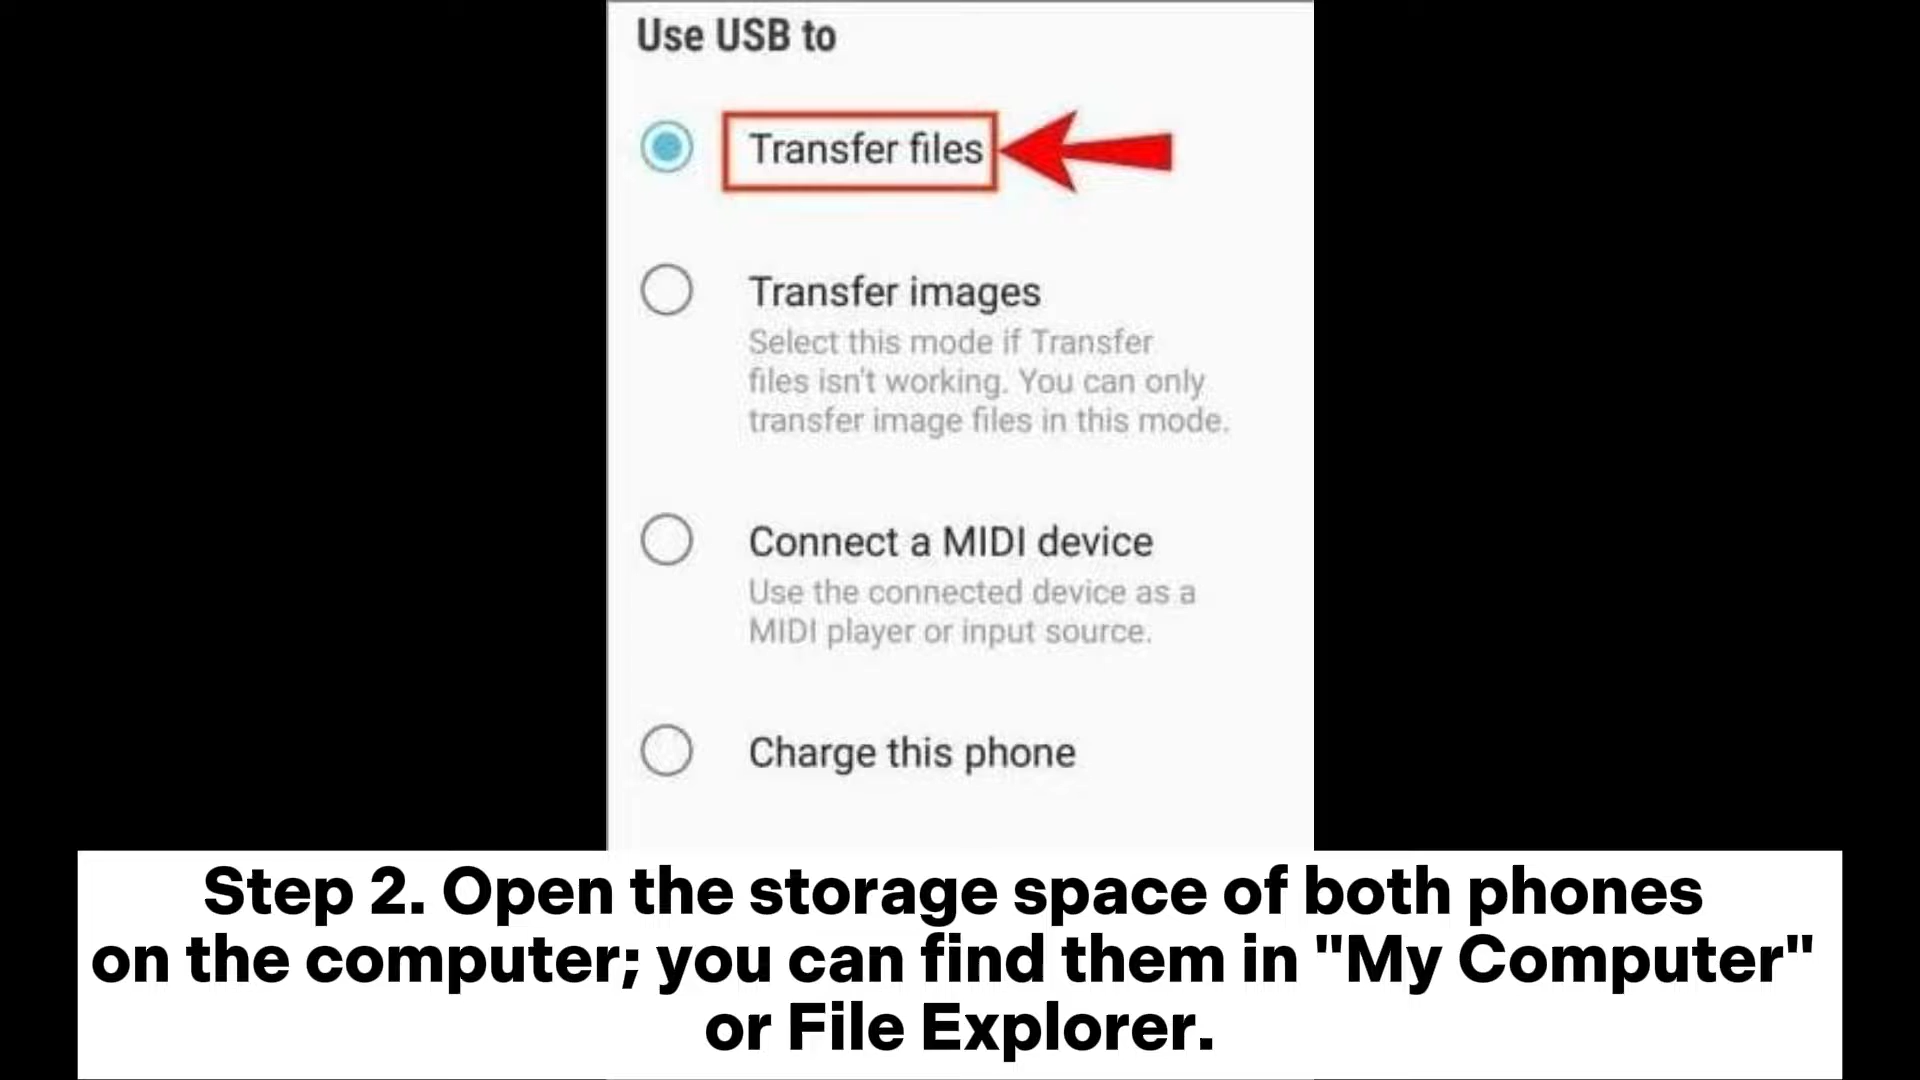 Use USB to
Transfer files
Transfer images
Select this mode if Transfer
files isn't working. You can only
transfer image files in this mode.
Connect a MIDI device
Use the connected device as a
MIDI player or input source.
Charge this phone
Step 2. Open the storage space of both phones
on the computer; you can find them in "My Computer"
or File Explorer.